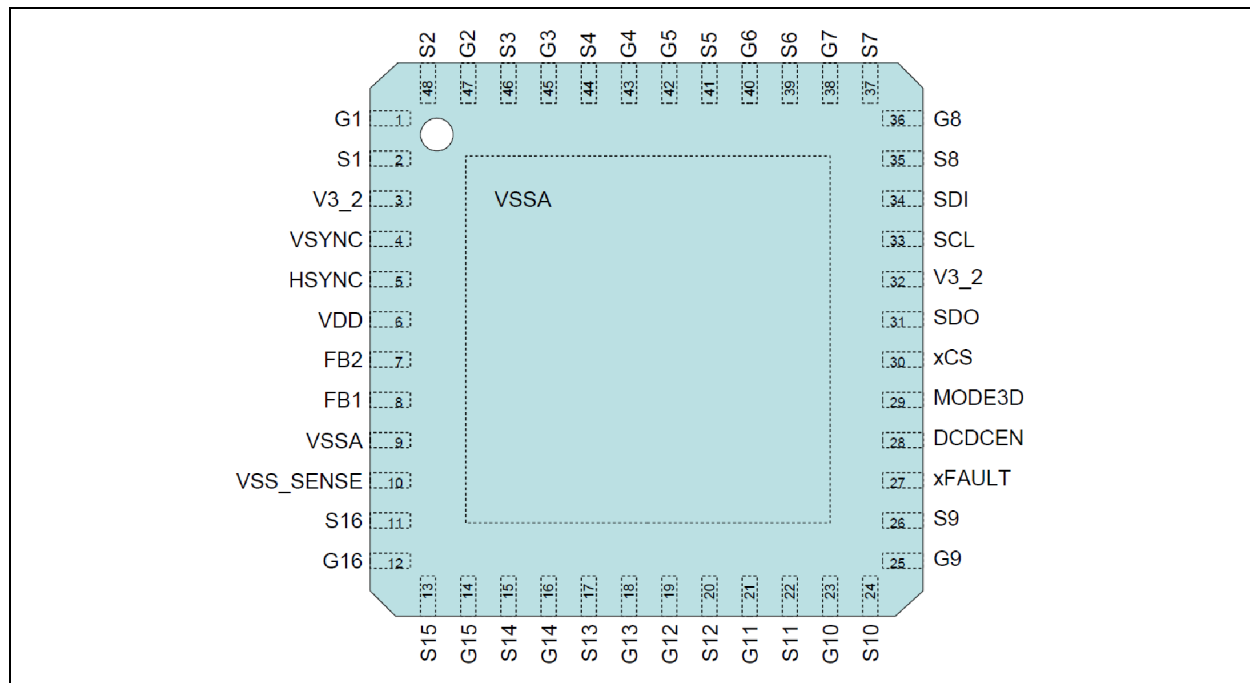 S2 G2 S3 G3 S4 G4 G5 S5 G6 S6 G7 S7
48 47 46 45 44 43 42 41 40 39 38 37
G1 1 36 G8
S1 2 35 S8
V3_2 3 VSSA 34 SDI
VSYNC 4 33 SCL
HSYNC 5 32 V3_2
VDD 6 31 SDO
FB2 7 30 xCS
FB1 8 29 MODE3D
VSSA 9 28 DCDCEN
VSS_SENSE 10 27 xFAULT
S16 11 26 S9
G16 12 25 G9
13 14 15 16 17 18 19 20 21 22 23 24
S15 G15 S14 G14 S13 G13 G12 S12 G11 S11 G10 S10